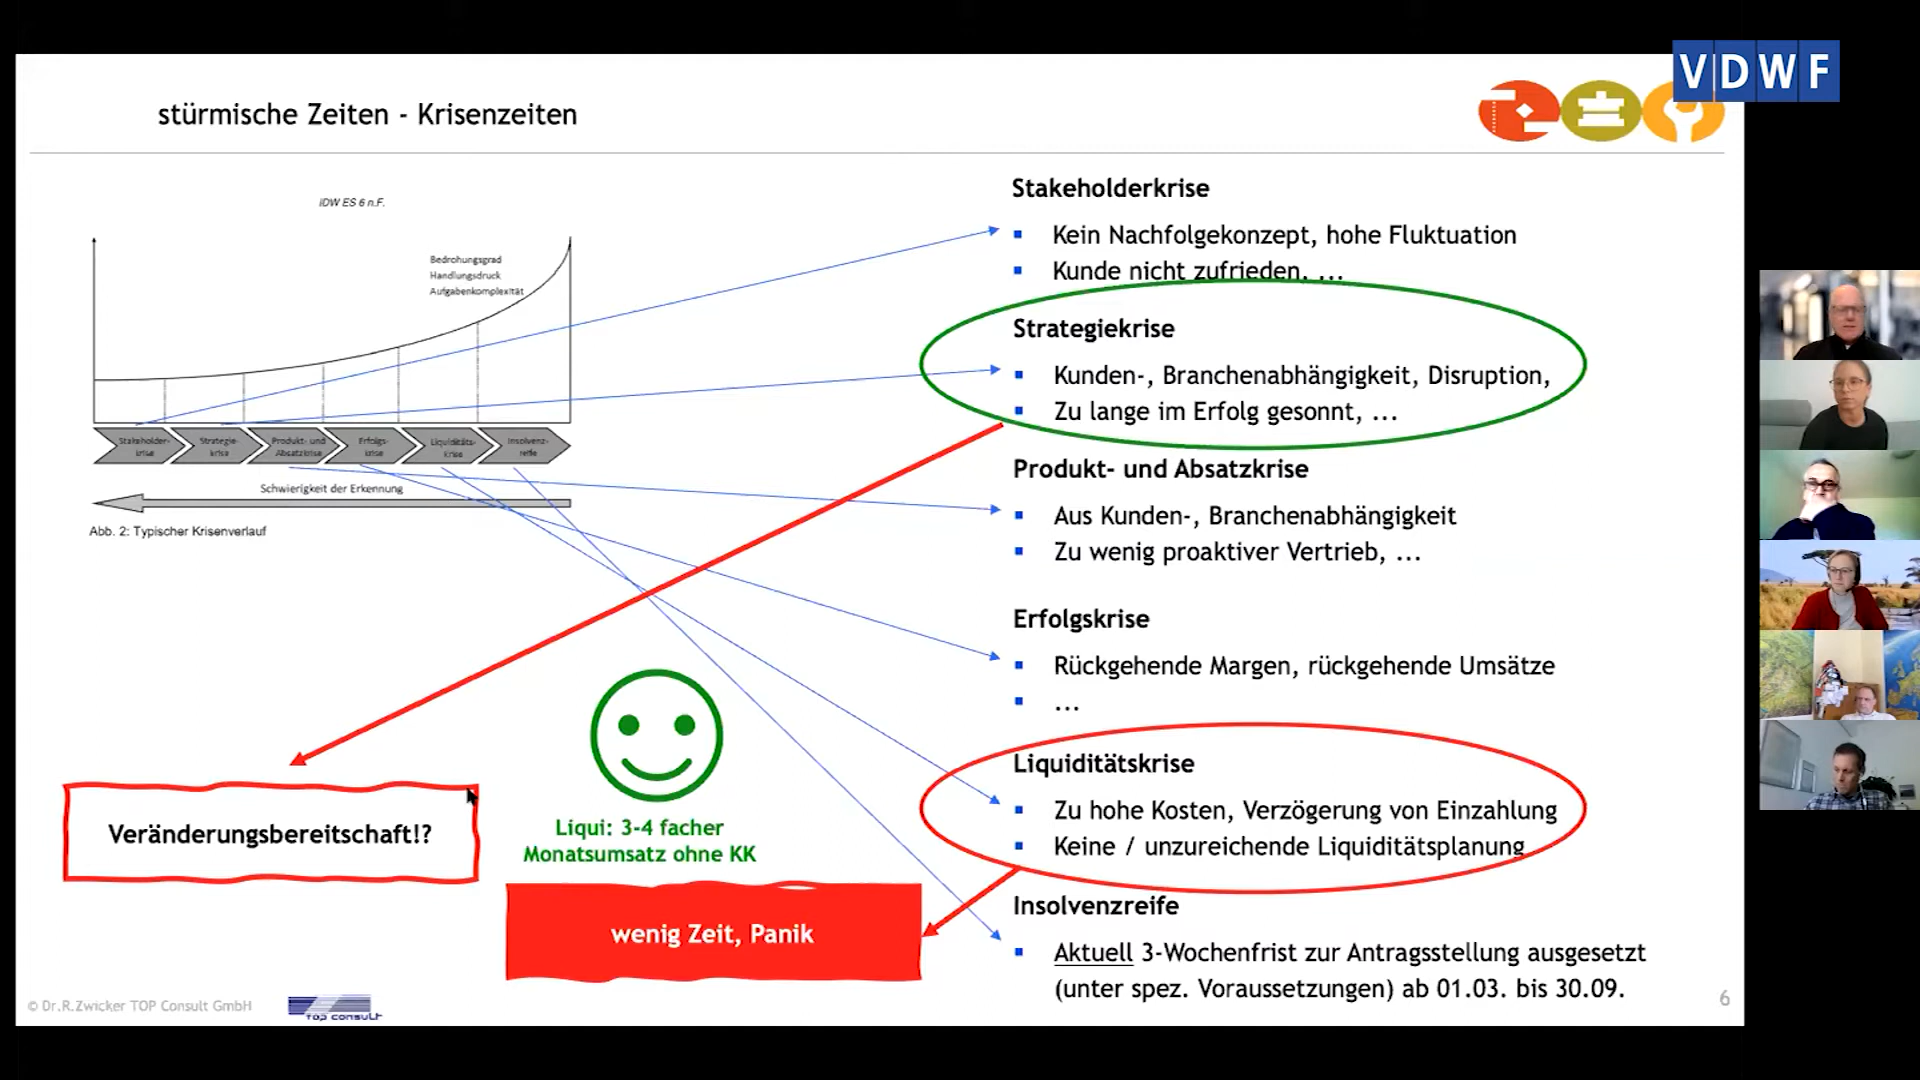 VDWF
stürmische Zeiten - Krisenzeiten
IDW ES 6 n.F.
Bedrohungsgrad
Handlungsdruck
Aufgabenkomplexität
Stakeholder-
krise
Strategie-
krise
Produkt- und
Absatzkrise
Erfolgs-
krise
Liquiditäts-
krise
Insolvenz-
reife
Schwierigkeit der Erkennung
Abb. 2: Typischer Krisenverlauf
Stakeholderkrise
Kein Nachfolgekonzept, hohe Fluktuation
Kunde nicht zufrieden, ...
Strategiekrise
Kunden-, Branchenabhängigkeit, Disruption,
Zu lange im Erfolg gesonnt, ...
Produkt- und Absatzkrise
Aus Kunden-, Branchenabhängigkeit
Zu wenig proaktiver Vertrieb, ...
Erfolgskrise
Rückgehende Margen, rückgehende Umsätze
...
Liquiditätskrise
Zu hohe Kosten, Verzögerung von Einzahlung
Keine / unzureichende Liquiditätsplanung
Insolvenzreife
Aktuell 3-Wochenfrist zur Antragsstellung ausgesetzt
(unter spez. Voraussetzungen) ab 01.03. bis 30.09.
Veränderungsbereitschaft!?
Liqui: 3-4 facher
Monatsumsatz ohne KK
wenig Zeit, Panik
© Dr.R.Zwicker TOP Consult GmbH
TOP CONSULT
6